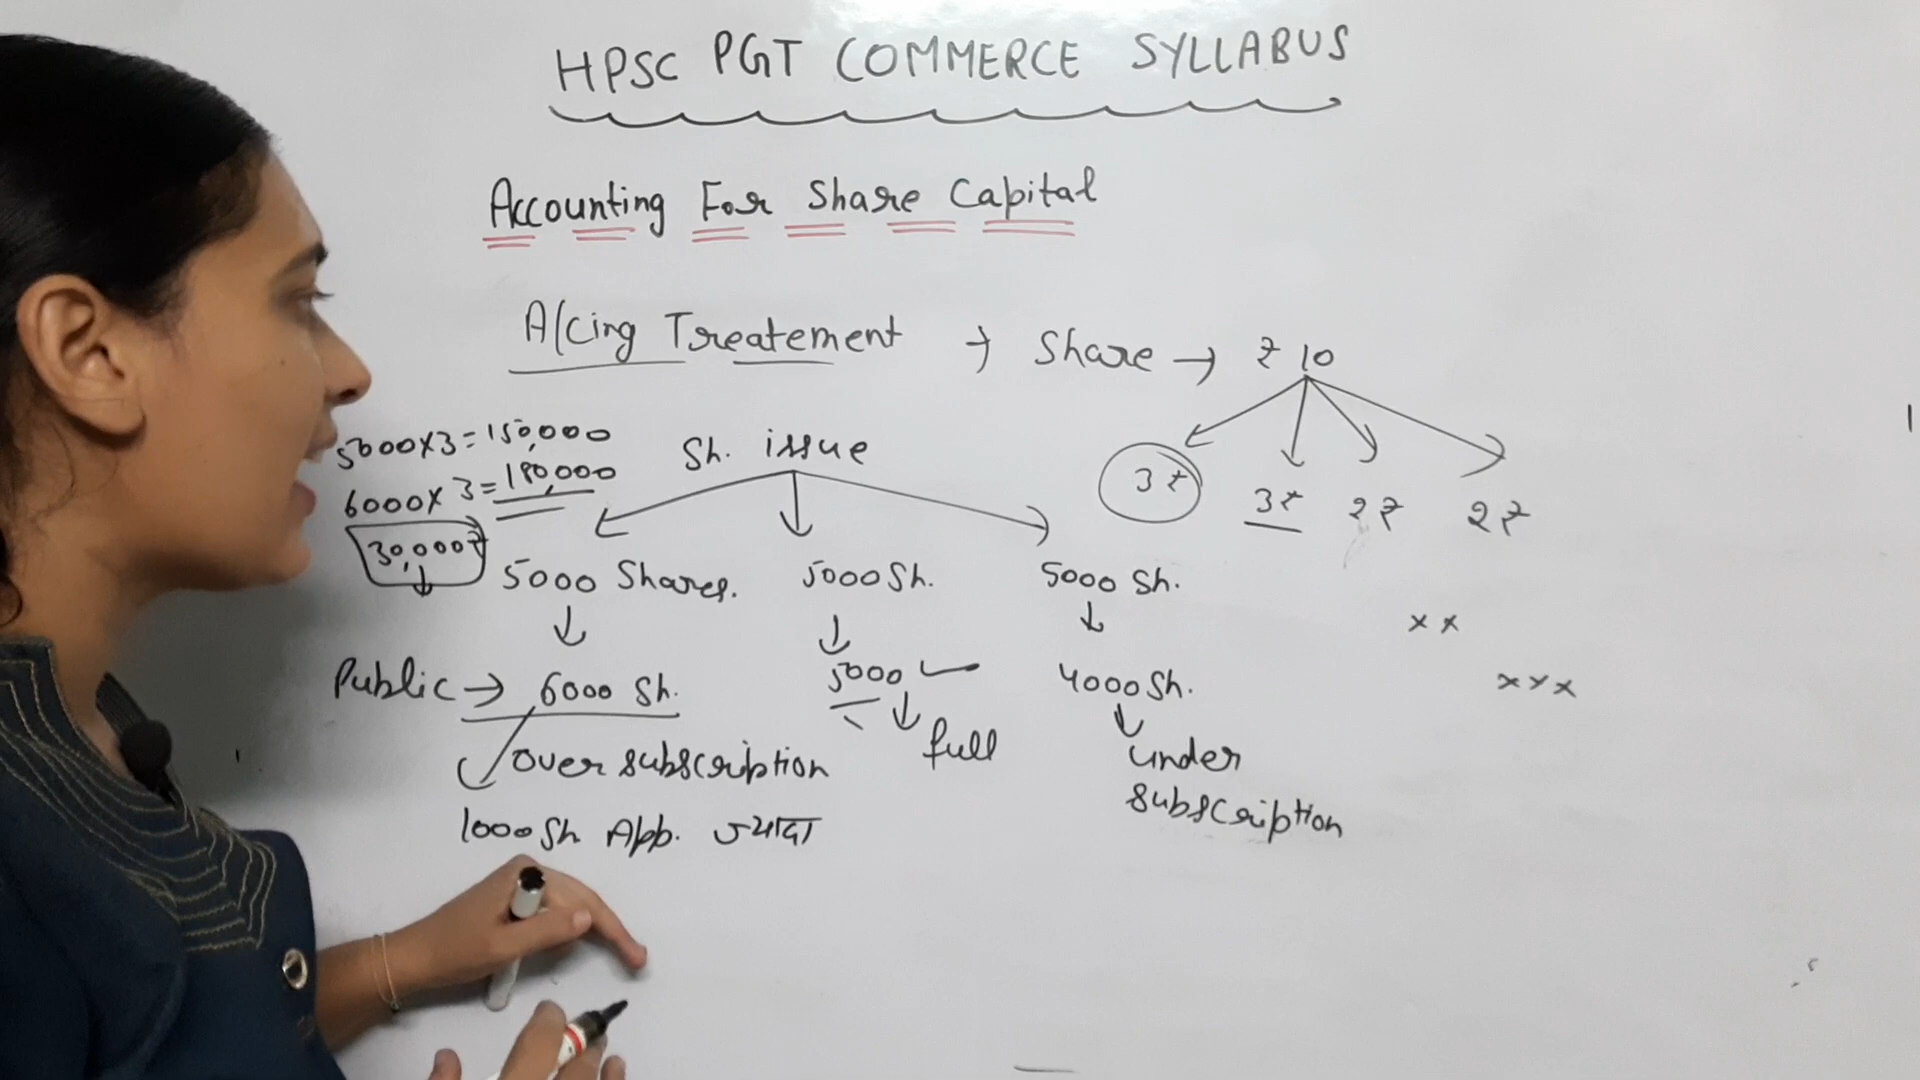 HPSC PGT COMMERCE SYLLABUS
Accounting For Share Capital
A/Cing Treatement → Share → ₹ 10
3 ₹ 3₹ 2₹ 2₹
5000×3=150,000
6000×3=180,000
30,000₹
Sh. issue
5000 Shares. 5000 Sh. 5000 Sh.
Public → 6000 Sh. 5000 4000 Sh.
Over subscription full under subscription
1000 Sh App. ज्यादा
×× 
×××